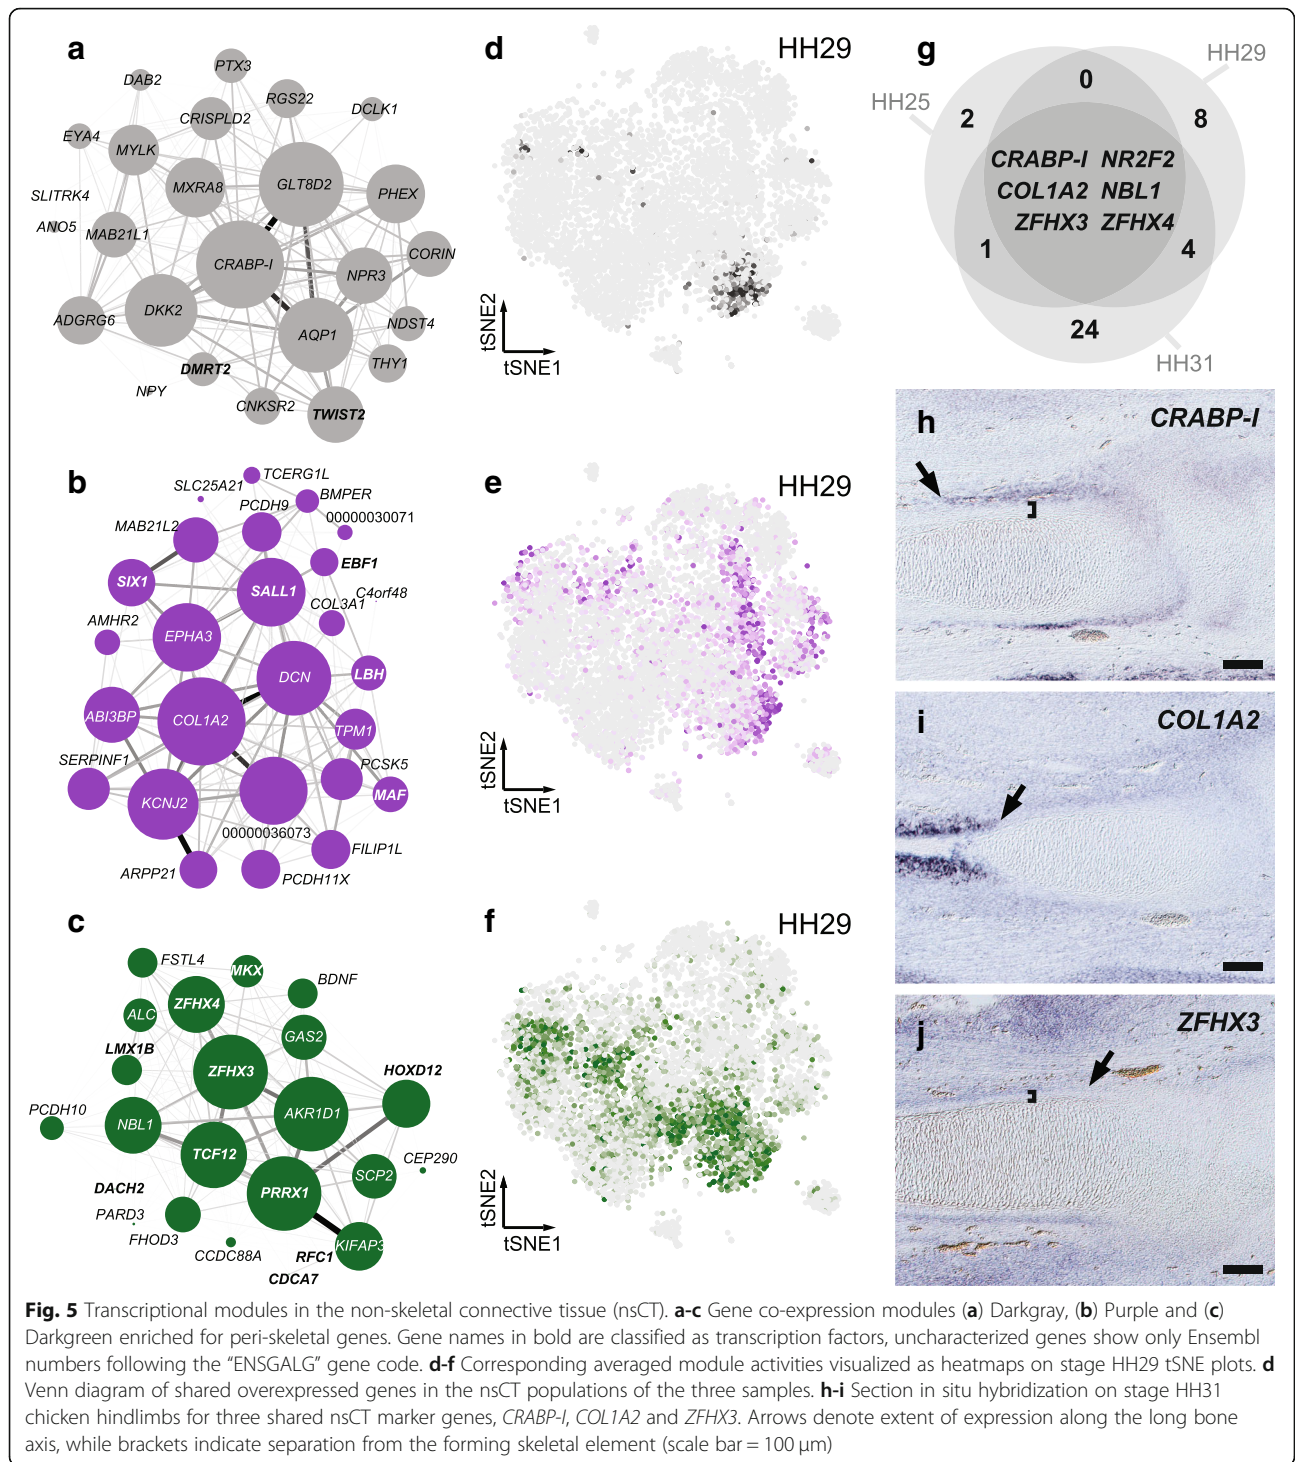 a
PTX3
DAB2
RGS22
DCLK1
CRISPLD2
EYA4
MYLK
MXRA8
GLT8D2
PHEX
SLITRK4
ANO5
MAB21L1
CRABP-I
NPR3
CORIN
DKK2
ADGRG6
AQP1
NDST4
DMRT2
THY1
NPY
CNKSR2
TWIST2
b
TCERG1L
SLC25A21
BMPER
PCDH9
00000030071
MAB21L2
EBF1
SIX1
SALL1
C4orf48
COL3A1
AMHR2
EPHA3
DCN
LBH
ABI3BP
COL1A2
TPM1
SERPINF1
PCSK5
KCNJ2
MAF
00000036073
FILIP1L
ARPP21
PCDH11X
c
FSTL4
MKX
BDNF
ZFHX4
ALC
GAS2
LMX1B
ZFHX3
HOXD12
PCDH10
NBL1
AKR1D1
TCF12
CEP290
SCP2
DACH2
PRRX1
PARD3
FHOD3
CCDC88A
RFC1
KIFAP3
CDCA7
d
HH29
tSNE2
tSNE1
e
HH29
tSNE2
tSNE1
f
HH29
tSNE2
tSNE1
g
HH29
HH25
0
2
8
CRABP-I NR2F2
COL1A2 NBL1
ZFHX3 ZFHX4
1
4
24
HH31
h
CRABP-I
i
COL1A2
j
ZFHX3
Fig. 5 Transcriptional modules in the non-skeletal connective tissue (nsCT). a-c Gene co-expression modules (a) Darkgray, (b) Purple and (c)
Darkgreen enriched for peri-skeletal genes. Gene names in bold are classified as transcription factors, uncharacterized genes show only Ensembl
numbers following the “ENSGALG” gene code. d-f Corresponding averaged module activities visualized as heatmaps on stage HH29 tSNE plots. d
Venn diagram of shared overexpressed genes in the nsCT populations of the three samples. h-i Section in situ hybridization on stage HH31
chicken hindlimbs for three shared nsCT marker genes, CRABP-I, COL1A2 and ZFHX3. Arrows denote extent of expression along the long bone
axis, while brackets indicate separation from the forming skeletal element (scale bar = 100 μm)